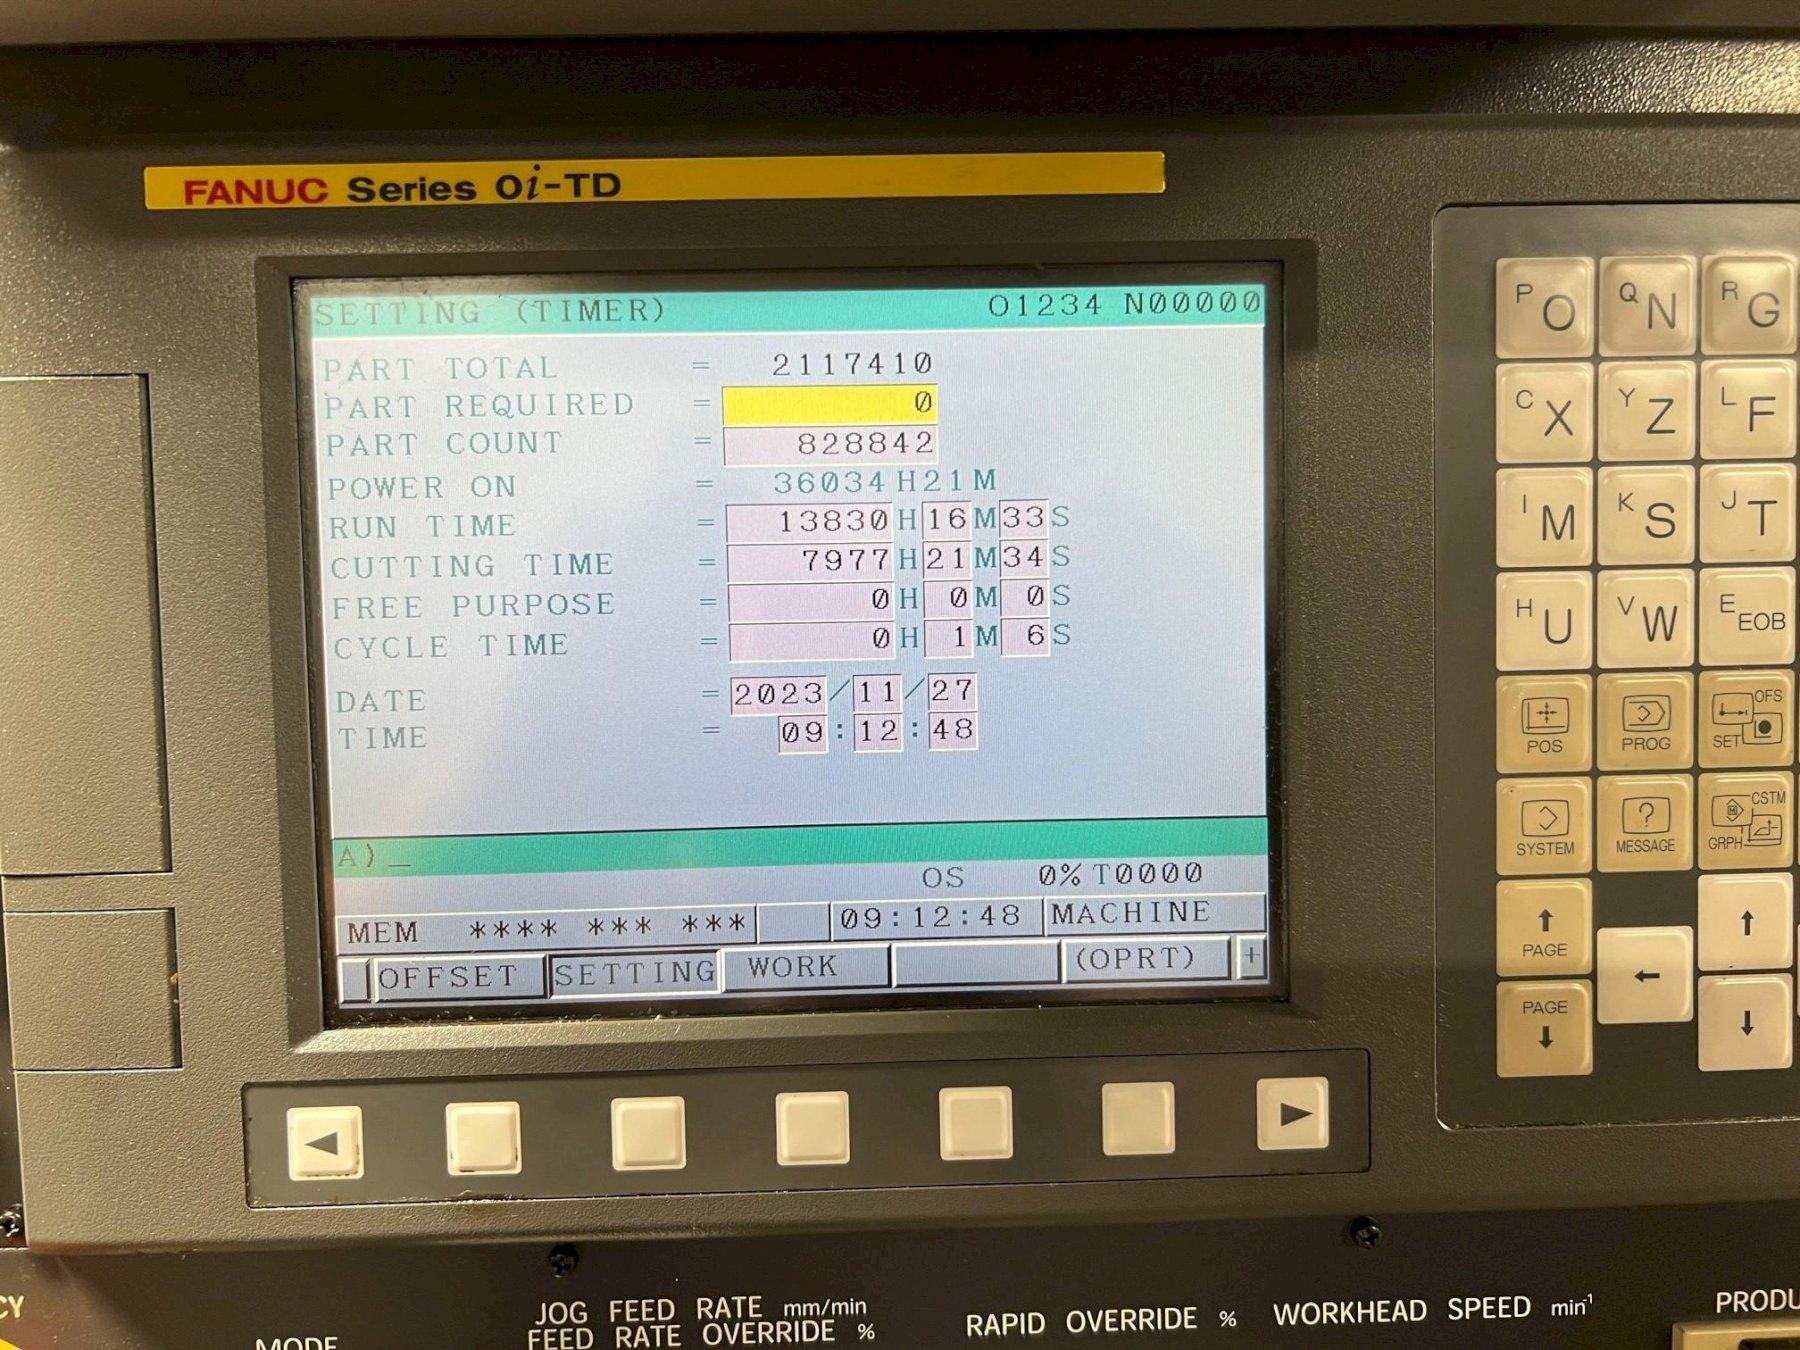 FANUC Series 0i-TD
SETTING (TIMER) O1234 N00000
PART TOTAL = 2117410
PART REQUIRED = 0
PART COUNT = 828842
POWER ON = 36034H21M
RUN TIME = 13830H16M33S
CUTTING TIME = 7977H21M34S
FREE PURPOSE = 0H 0M 0S
CYCLE TIME = 0H 1M 6S
DATE = 2023/11/27
TIME = 09:12:48
A)_
OS 0% T0000
MEM **** *** *** 09:12:48 MACHINE
OFFSET SETTING WORK (OPRT) +
P O Q N R G
C X Y Z L F
I M K S J T
H U V W E EOB
POS PROG OFS SET
SYSTEM ? MESSAGE CSTM GRPH
PAGE
PAGE
CY
MODE
JOG FEED RATE mm/min
FEED RATE OVERRIDE %
RAPID OVERRIDE %
WORKHEAD SPEED min-1
PRODU